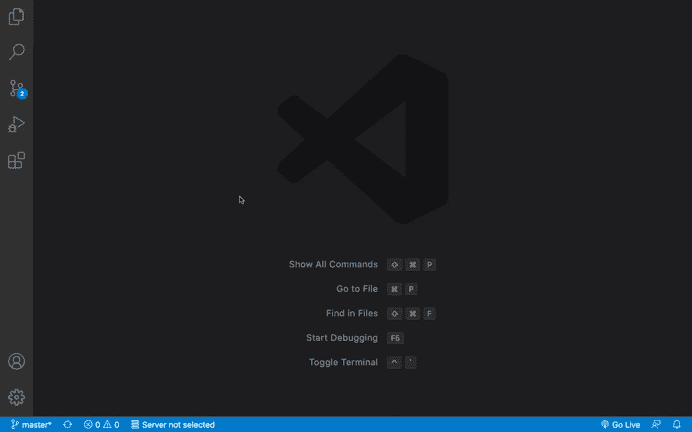 2
Show All Commands ⇧ ⌘ P
Go to File ⌘ P
Find in Files ⇧ ⌘ F
Start Debugging F5
Toggle Terminal ^ `
master* 0 0 Server not selected Go Live